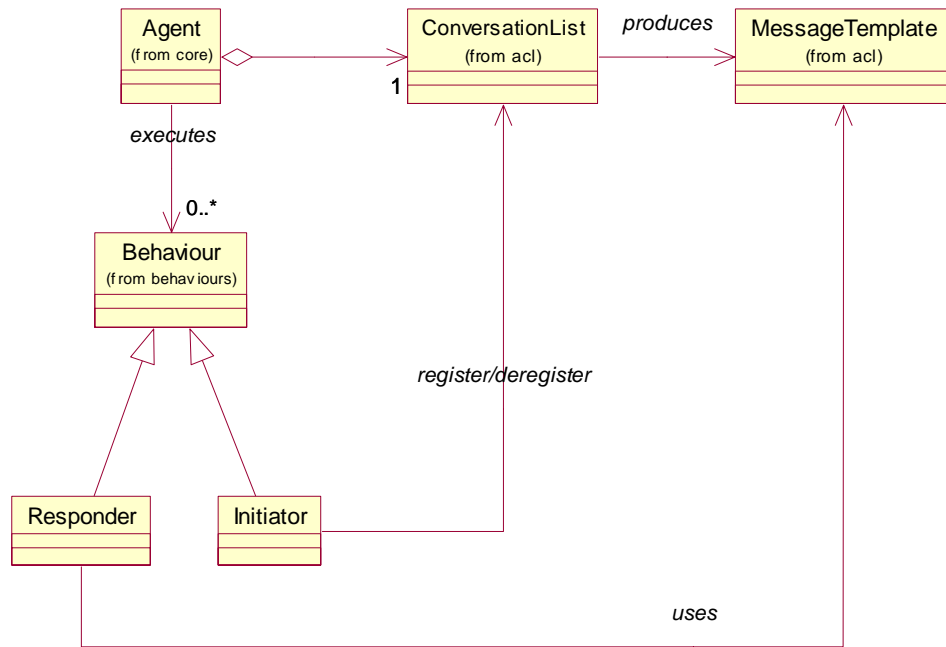 Agent
(from core)
ConversationList
(from acl)
produces
MessageTemplate
(from acl)
1
executes
0..*
Behaviour
(from behaviours)
register/deregister
Responder
Initiator
uses